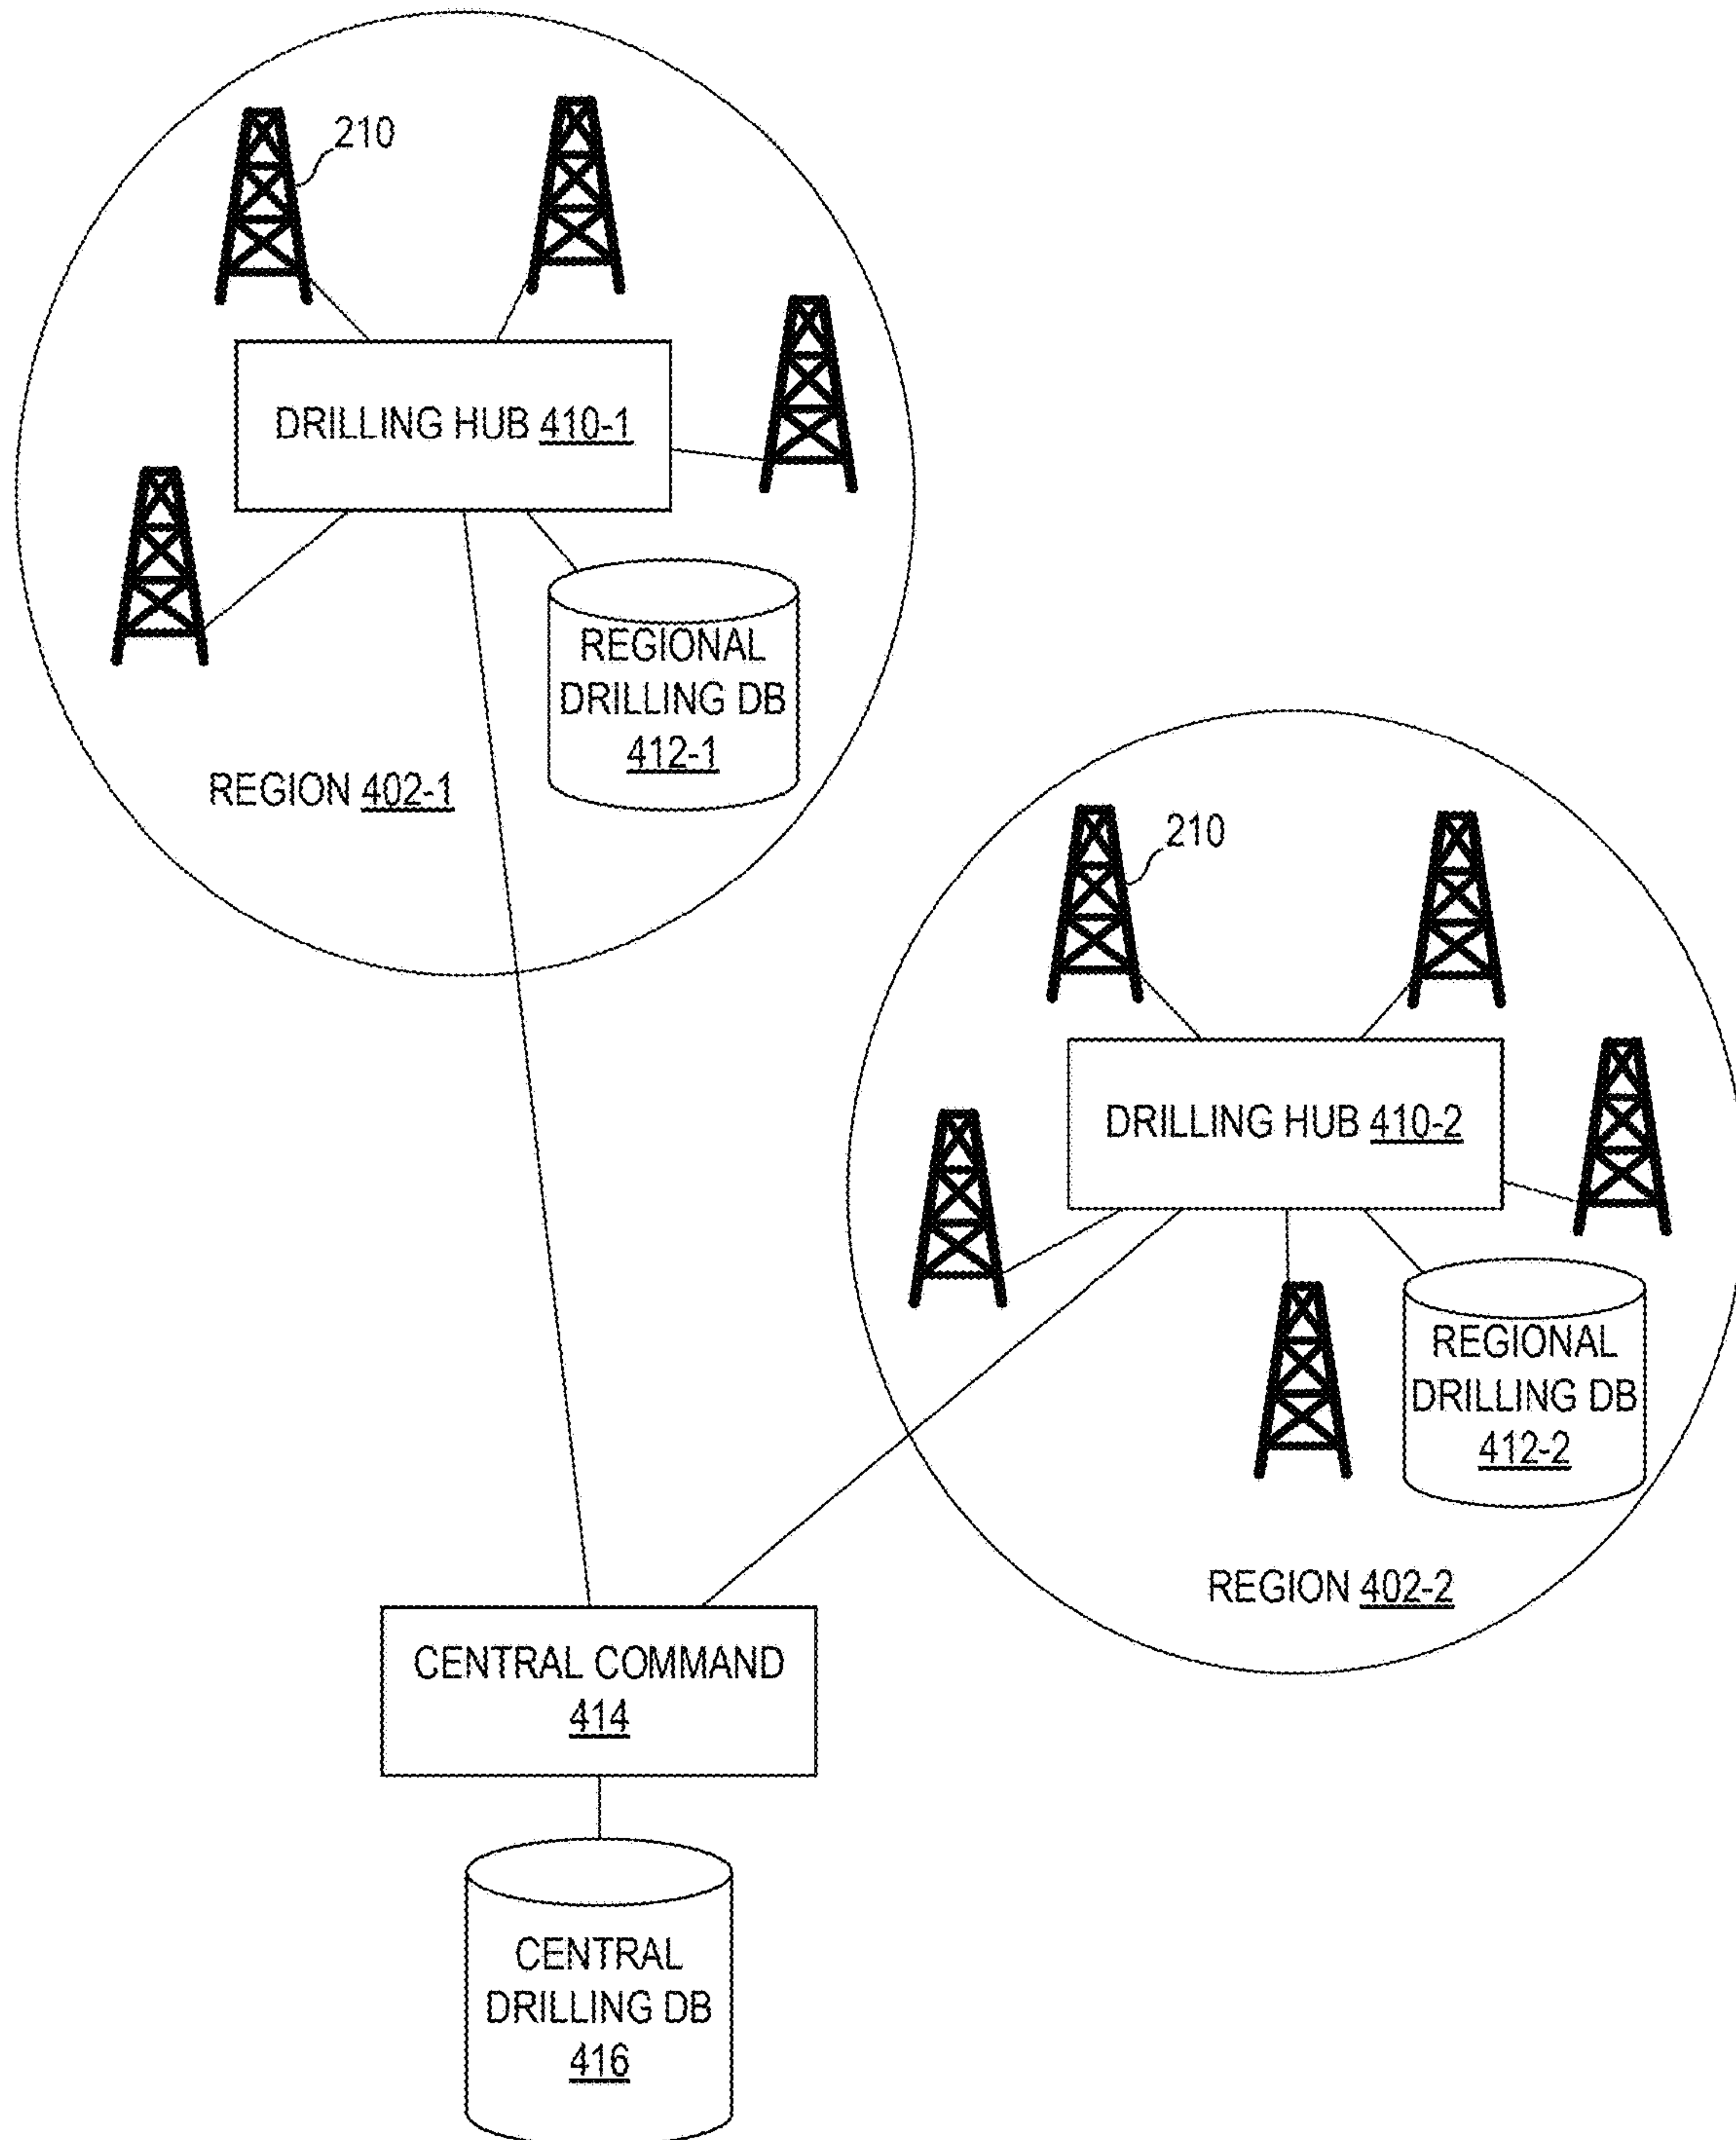 210
DRILLING HUB 410-1
REGIONAL
DRILLING DB
412-1
REGION 402-1
210
DRILLING HUB 410-2
REGIONAL
DRILLING DB
412-2
REGION 402-2
CENTRAL COMMAND
414
CENTRAL
DRILLING DB
416